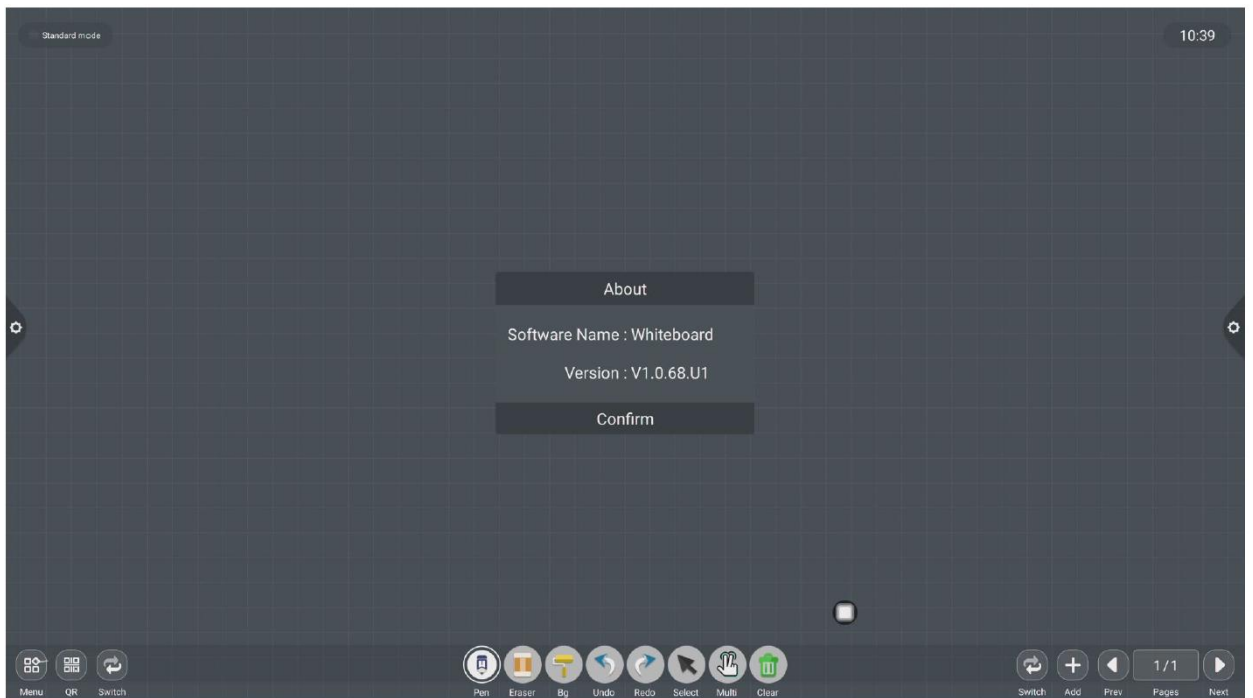 Standard mode
10:39
About
Software Name : Whiteboard
Version : V1.0.68.U1
Confirm
1/1
Menu QR Switch Pen Eraser Bg Undo Redo Select Multi Clear Switch Add Prev Pages Next